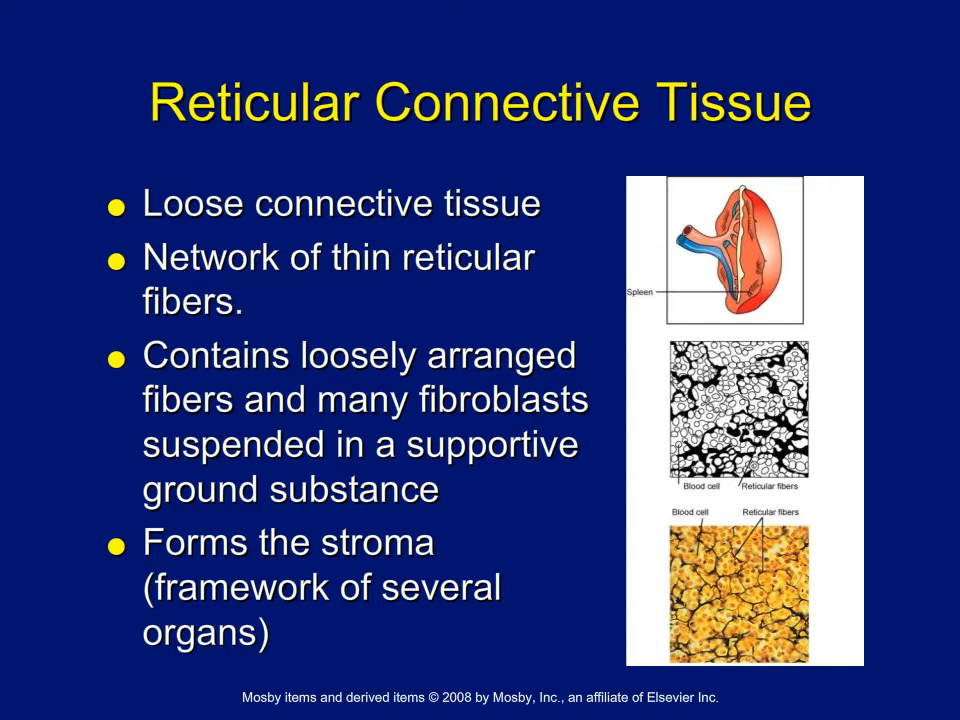 Reticular Connective Tissue
Loose connective tissue
Network of thin reticular
fibers.
Contains loosely arranged
fibers and many fibroblasts
suspended in a supportive
ground substance
Forms the stroma
(framework of several
organs)
Spleen
Blood cell
Reticular fibers
Blood cell
Reticular fibers
Mosby items and derived items © 2008 by Mosby, Inc., an affiliate of Elsevier Inc.